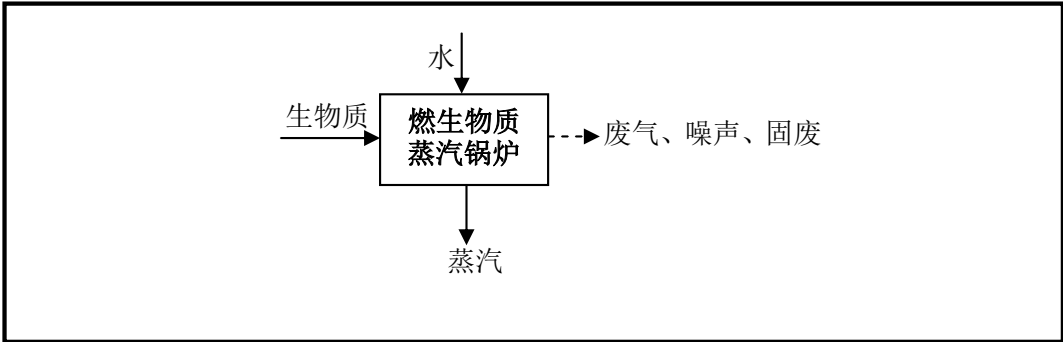 水
生物质
燃生物质
蒸汽锅炉
废气、噪声、固废
蒸汽